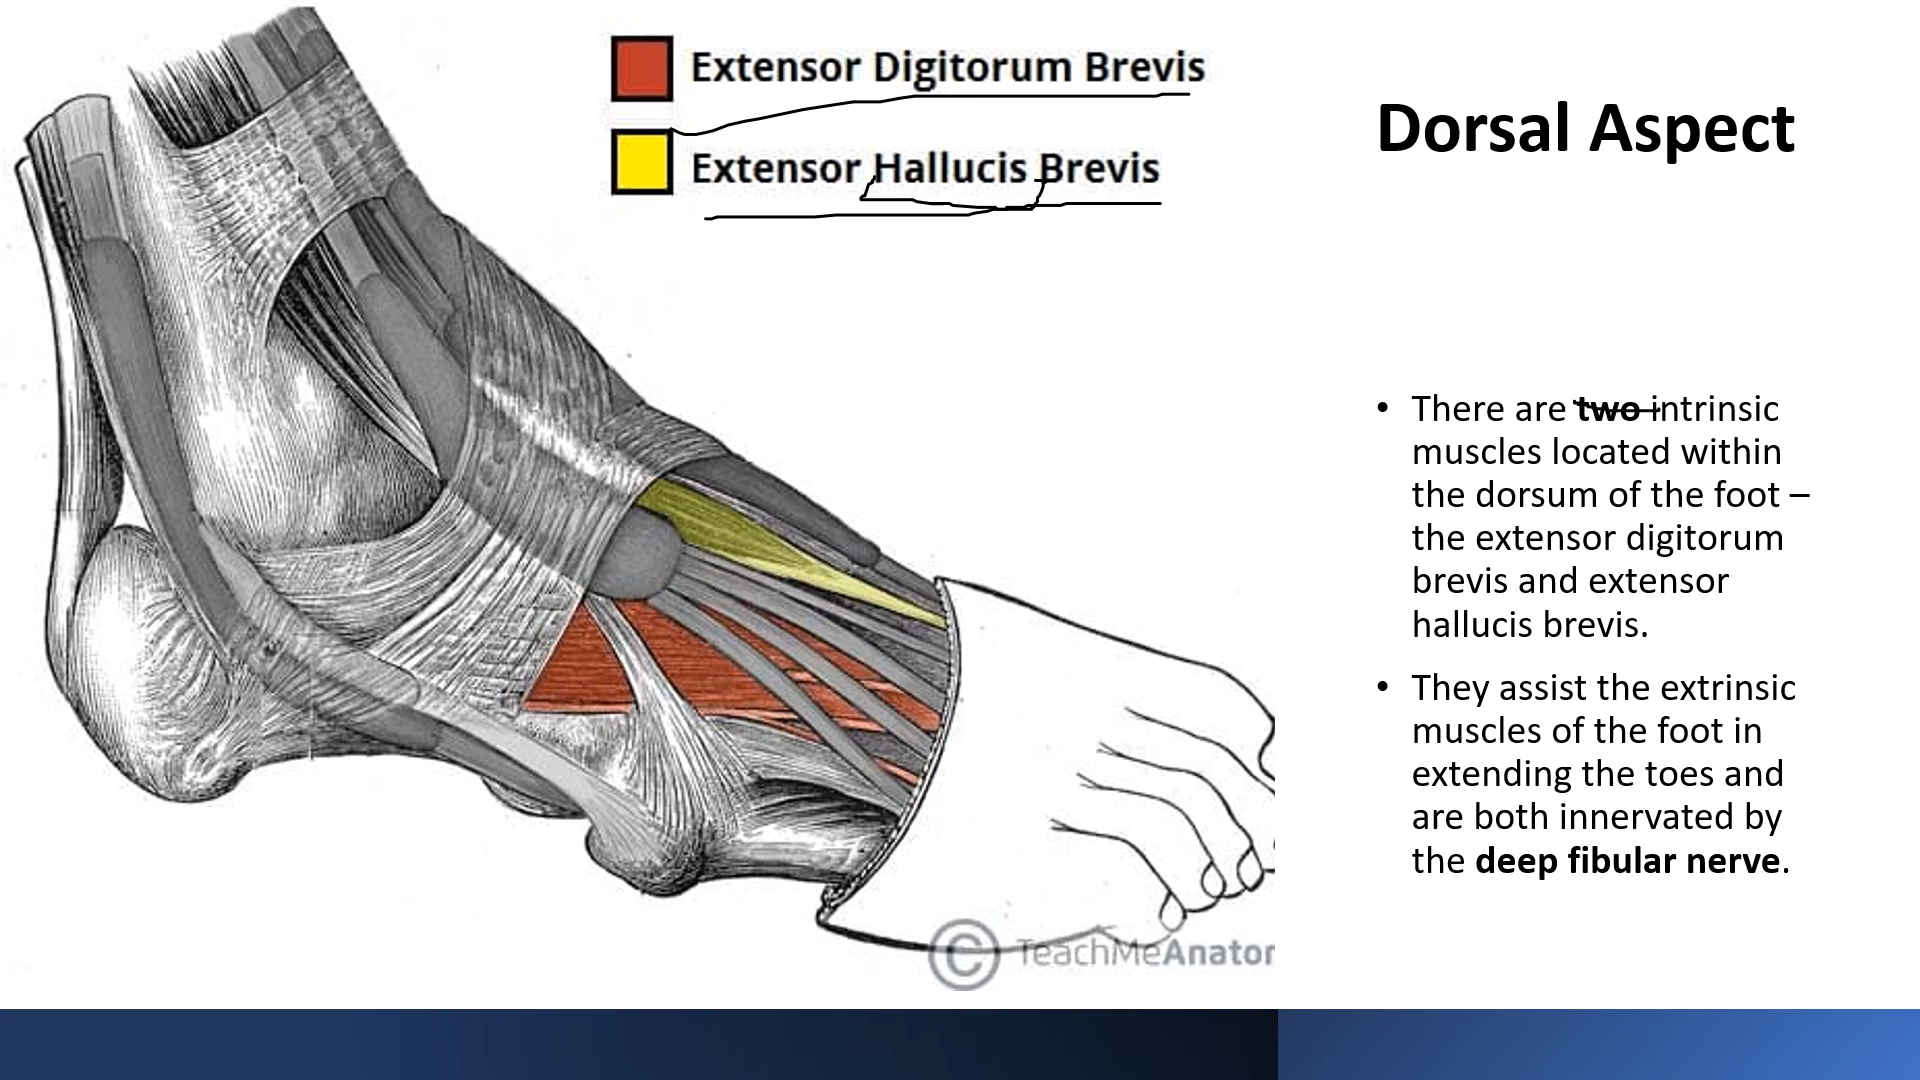 Extensor Digitorum Brevis
Extensor Hallucis Brevis
Dorsal Aspect
• There are two intrinsic
muscles located within
the dorsum of the foot –
the extensor digitorum
brevis and extensor
hallucis brevis.
• They assist the extrinsic
muscles of the foot in
extending the toes and
are both innervated by
the deep fibular nerve.
© TeachMeAnator